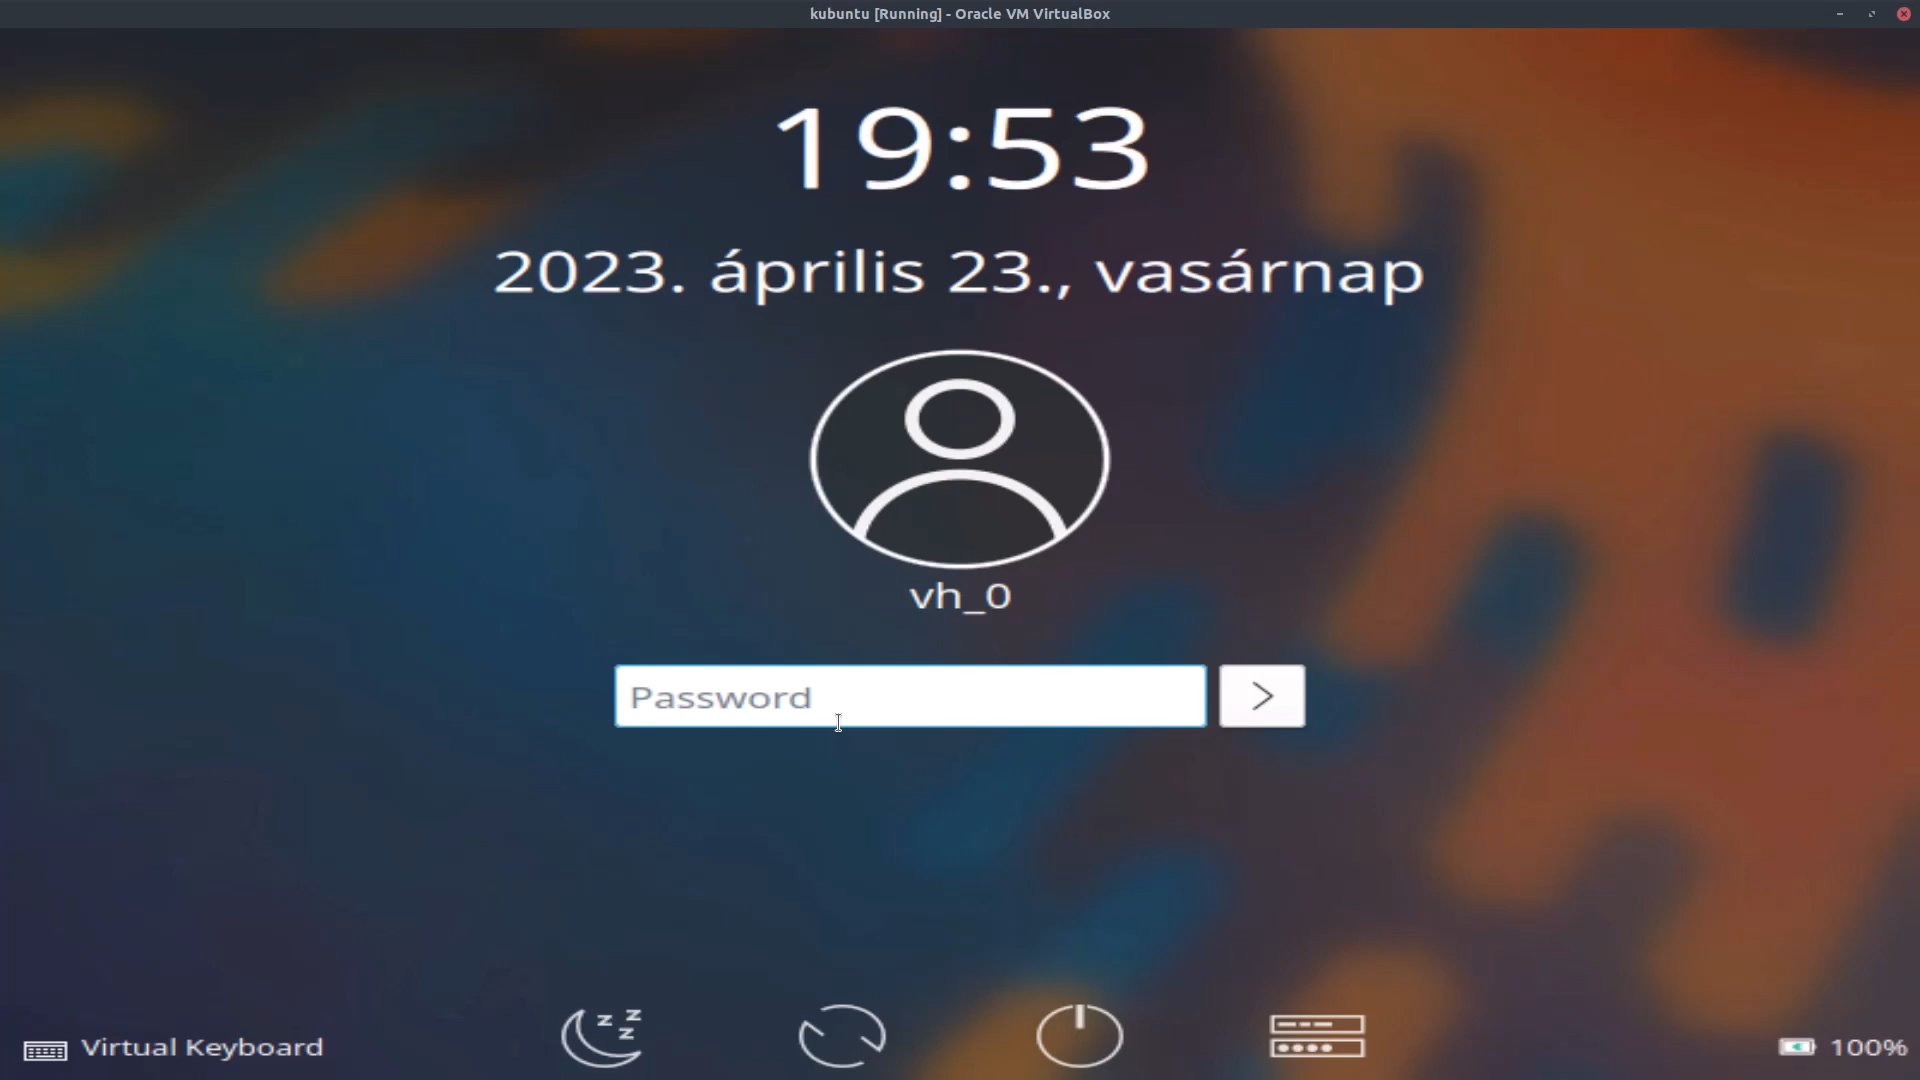 kubuntu [Running] - Oracle VM VirtualBox
19:53
2023. április 23., vasárnap
vh_0
Password
Virtual Keyboard
100%